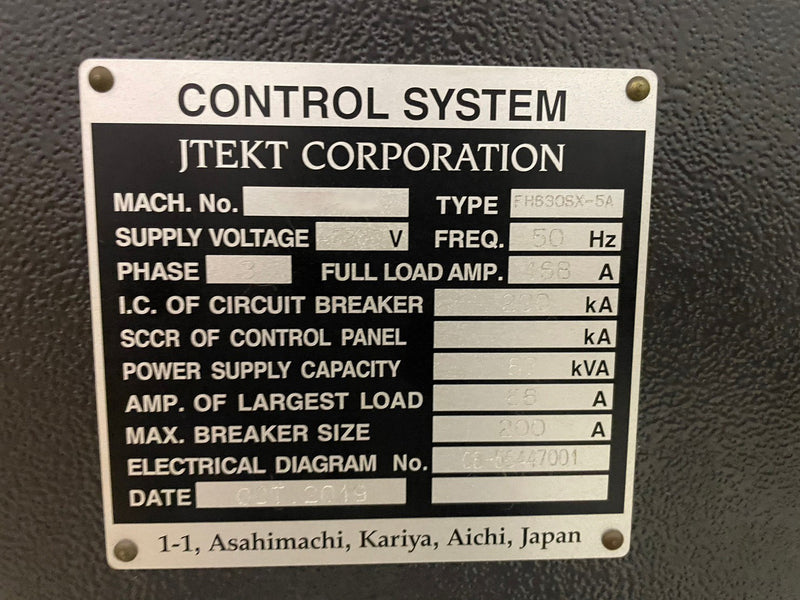 CONTROL SYSTEM
JTEKT CORPORATION
MACH. No. TYPE FH630SX-5A
SUPPLY VOLTAGE V FREQ. 50 Hz
PHASE 3 FULL LOAD AMP. A
I.C. OF CIRCUIT BREAKER kA
SCCR OF CONTROL PANEL kA
POWER SUPPLY CAPACITY kVA
AMP. OF LARGEST LOAD A
MAX. BREAKER SIZE 200 A
ELECTRICAL DIAGRAM No.
DATE OCT.2019
1-1, Asahimachi, Kariya, Aichi, Japan